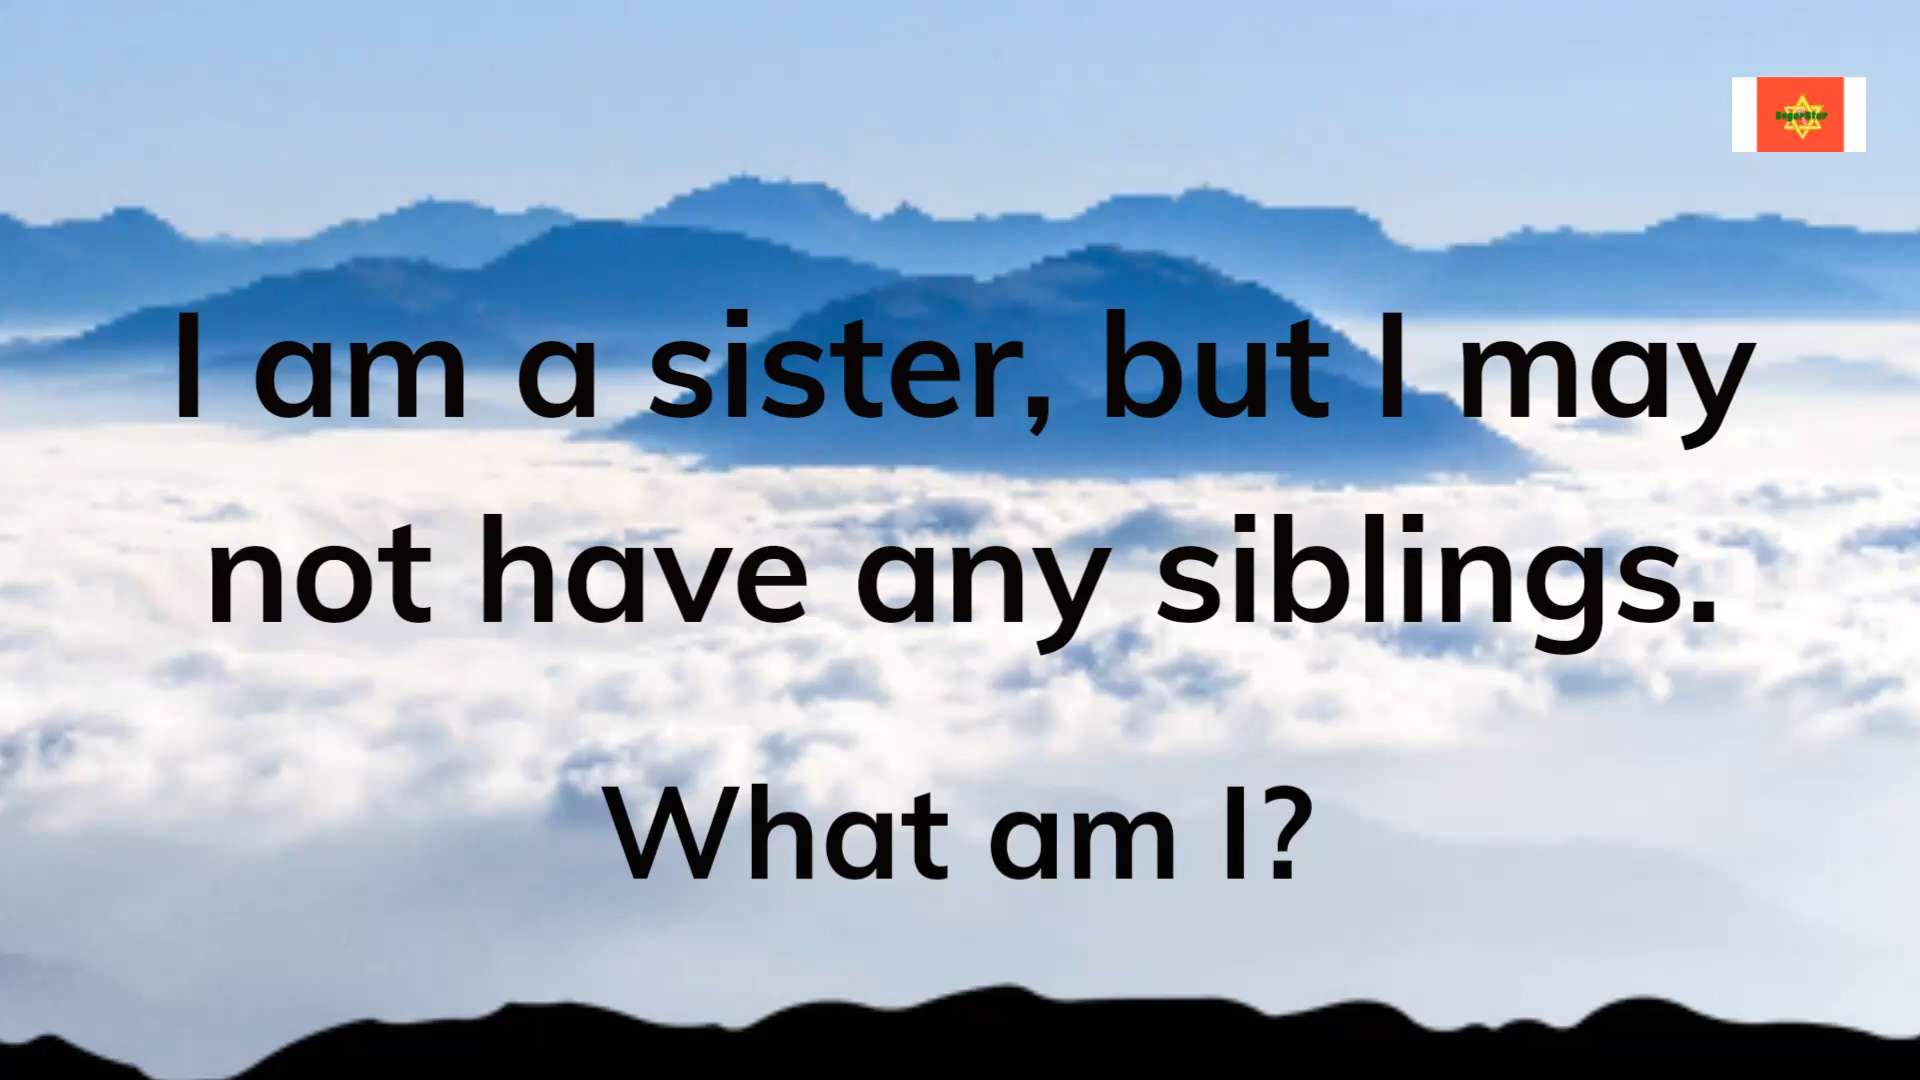 I am a sister, but I may
not have any siblings.
What am I?